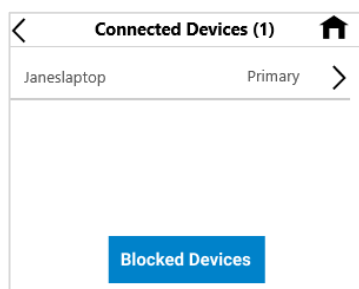 Connected Devices (1)
Janeslaptop Primary
Blocked Devices